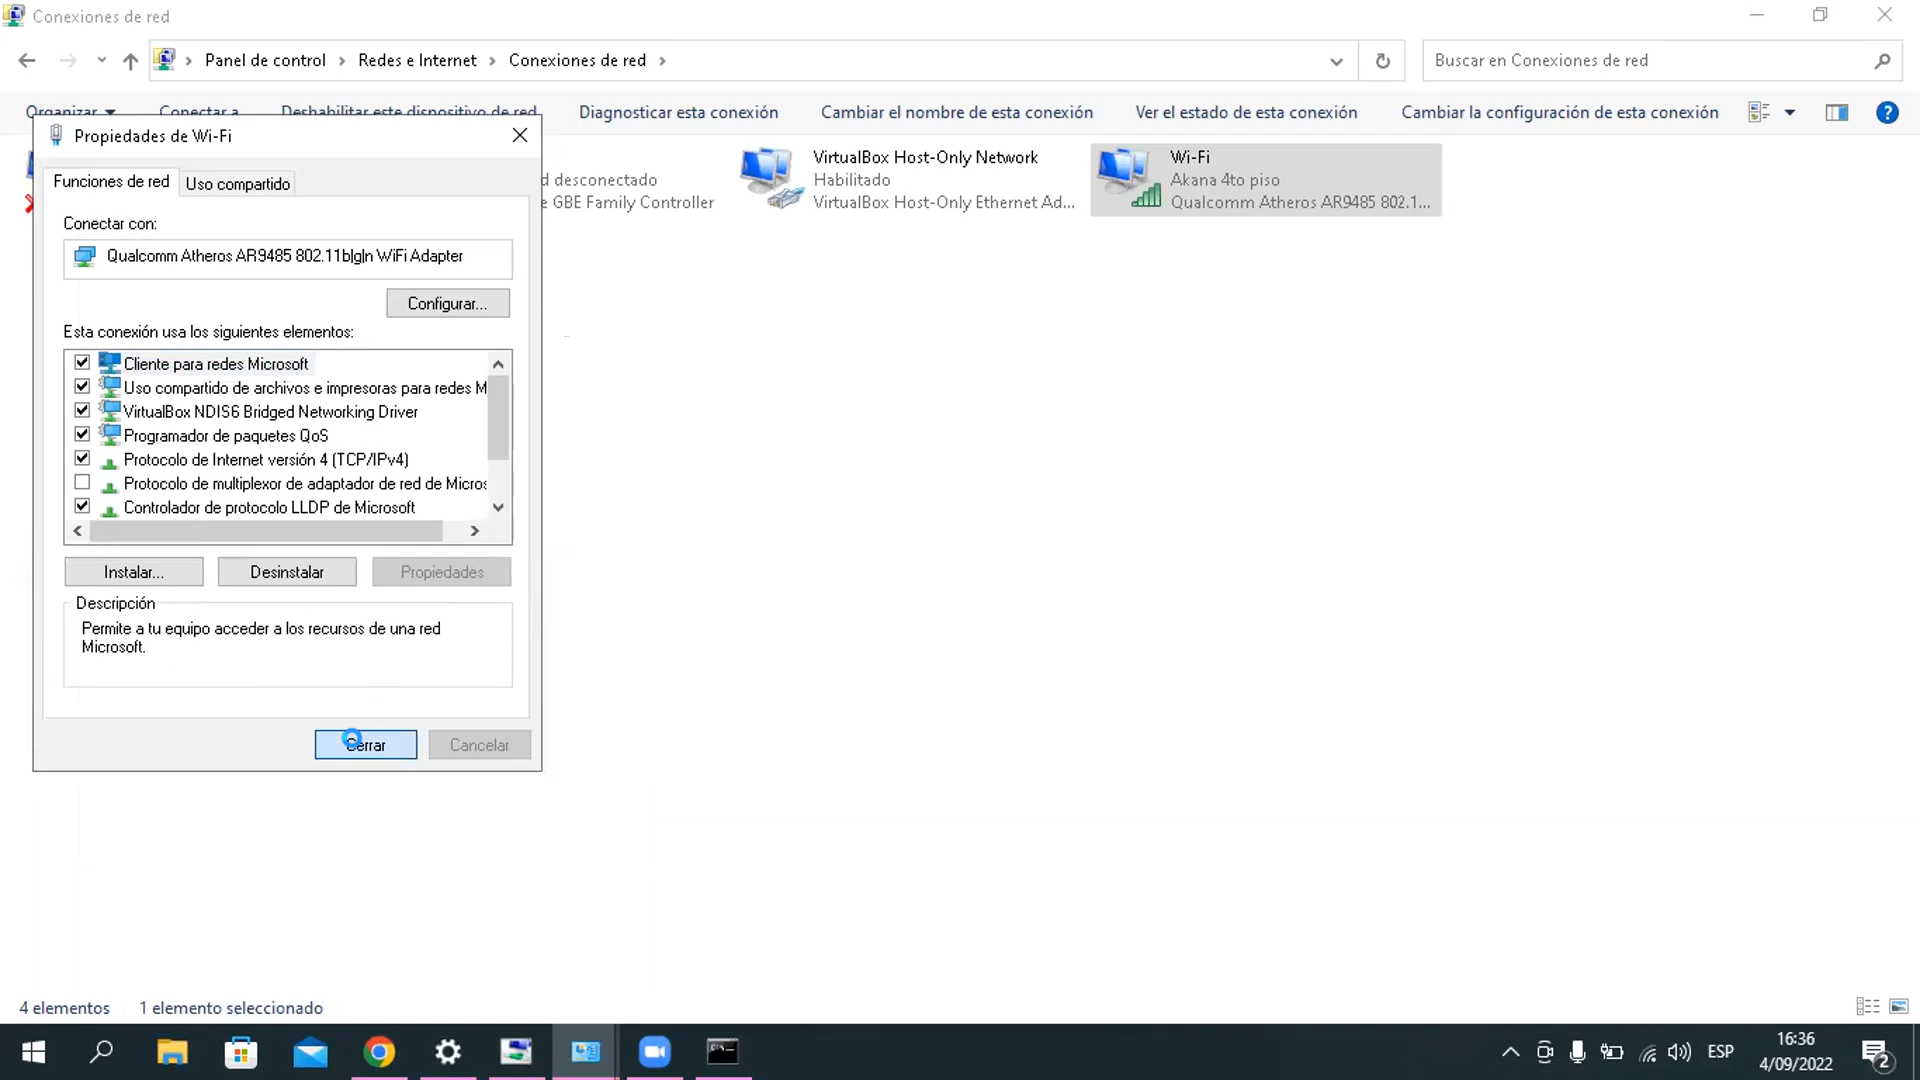 Conexiones de red
Panel de control
Redes e Internet
Conexiones de red
Buscar en Conexiones de red
Organizar
Conectar a
Deshabilitar este dispositivo de red
Diagnosticar esta conexión
Cambiar el nombre de esta conexión
Ver el estado de esta conexión
Cambiar la configuración de esta conexión
Propiedades de Wi-Fi
Funciones de red
Uso compartido
Conectar con:
Qualcomm Atheros AR9485 802.11b|g|n WiFi Adapter
Configurar...
Esta conexión usa los siguientes elementos:
Cliente para redes Microsoft
Uso compartido de archivos e impresoras para redes M
VirtualBox NDIS6 Bridged Networking Driver
Programador de paquetes QoS
Protocolo de Internet versión 4 (TCP/IPv4)
Protocolo de multiplexor de adaptador de red de Micros
Controlador de protocolo LLDP de Microsoft
Instalar...
Desinstalar
Propiedades
Descripción
Permite a tu equipo acceder a los recursos de una red
Microsoft.
Cerrar
Cancelar
d desconectado
e GBE Family Controller
VirtualBox Host-Only Network
Habilitado
VirtualBox Host-Only Ethernet Ad...
Wi-Fi
Akana 4to piso
Qualcomm Atheros AR9485 802.1...
4 elementos
1 elemento seleccionado
ESP
16:36
4/09/2022
2